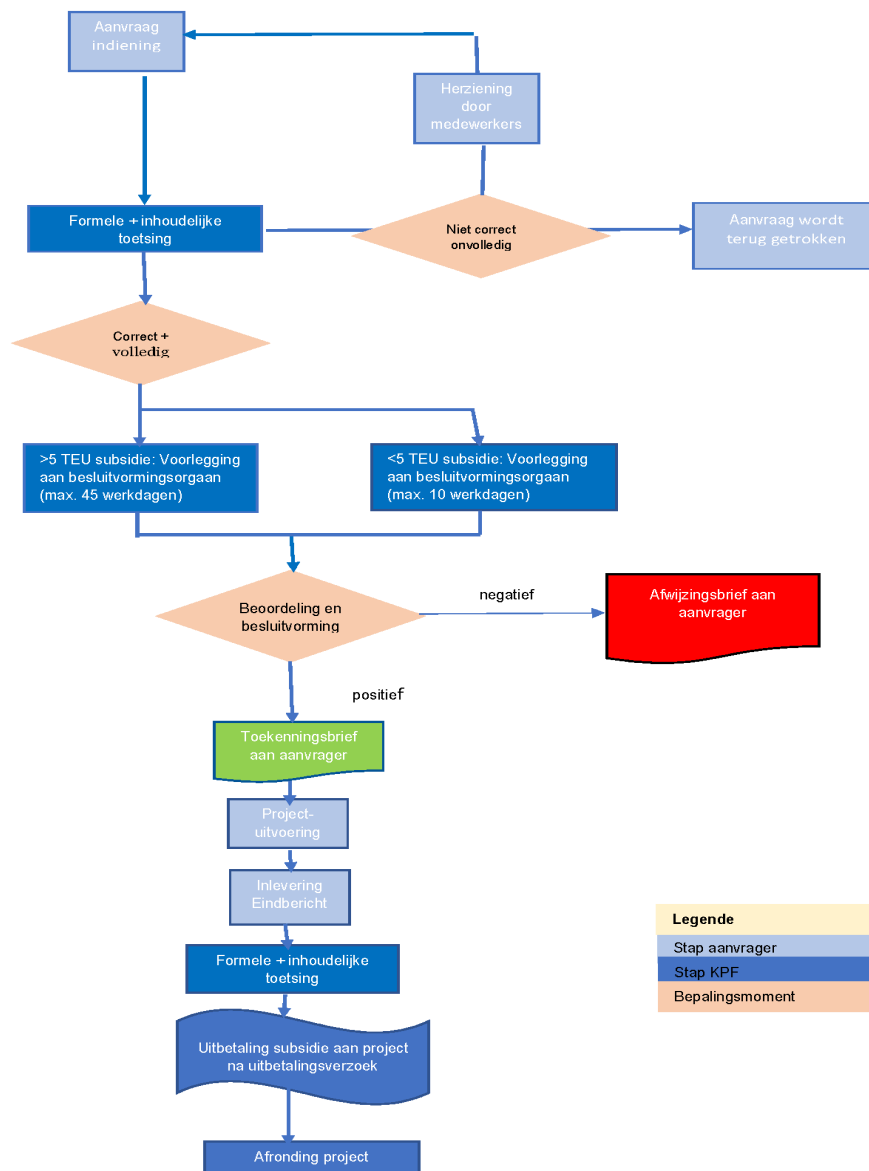 Aanvraag
indiening
Herziening
door
medewerkers
Formele + inhoudelijke
toetsing
Niet correct
onvolledig
Aanvraag wordt
terug getrokken
Correct +
volledig
>5 TEU subsidie: Voorlegging
aan besluitvormingsorgaan
(max. 45 werkdagen)
<5 TEU subsidie: Voorlegging
aan besluitvormingsorgaan
(max. 10 werkdagen)
Beoordeling en
besluitvorming
negatief
Afwijzingsbrief aan
aanvrager
positief
Toekenningsbrief
aan aanvrager
Project-
uitvoering
Inlevering
Eindbericht
Formele + inhoudelijke
toetsing
Uitbetaling subsidie aan project
na uitbetalingsverzoek
Afronding project
Legende
Stap aanvrager
Stap KPF
Bepalingsmoment